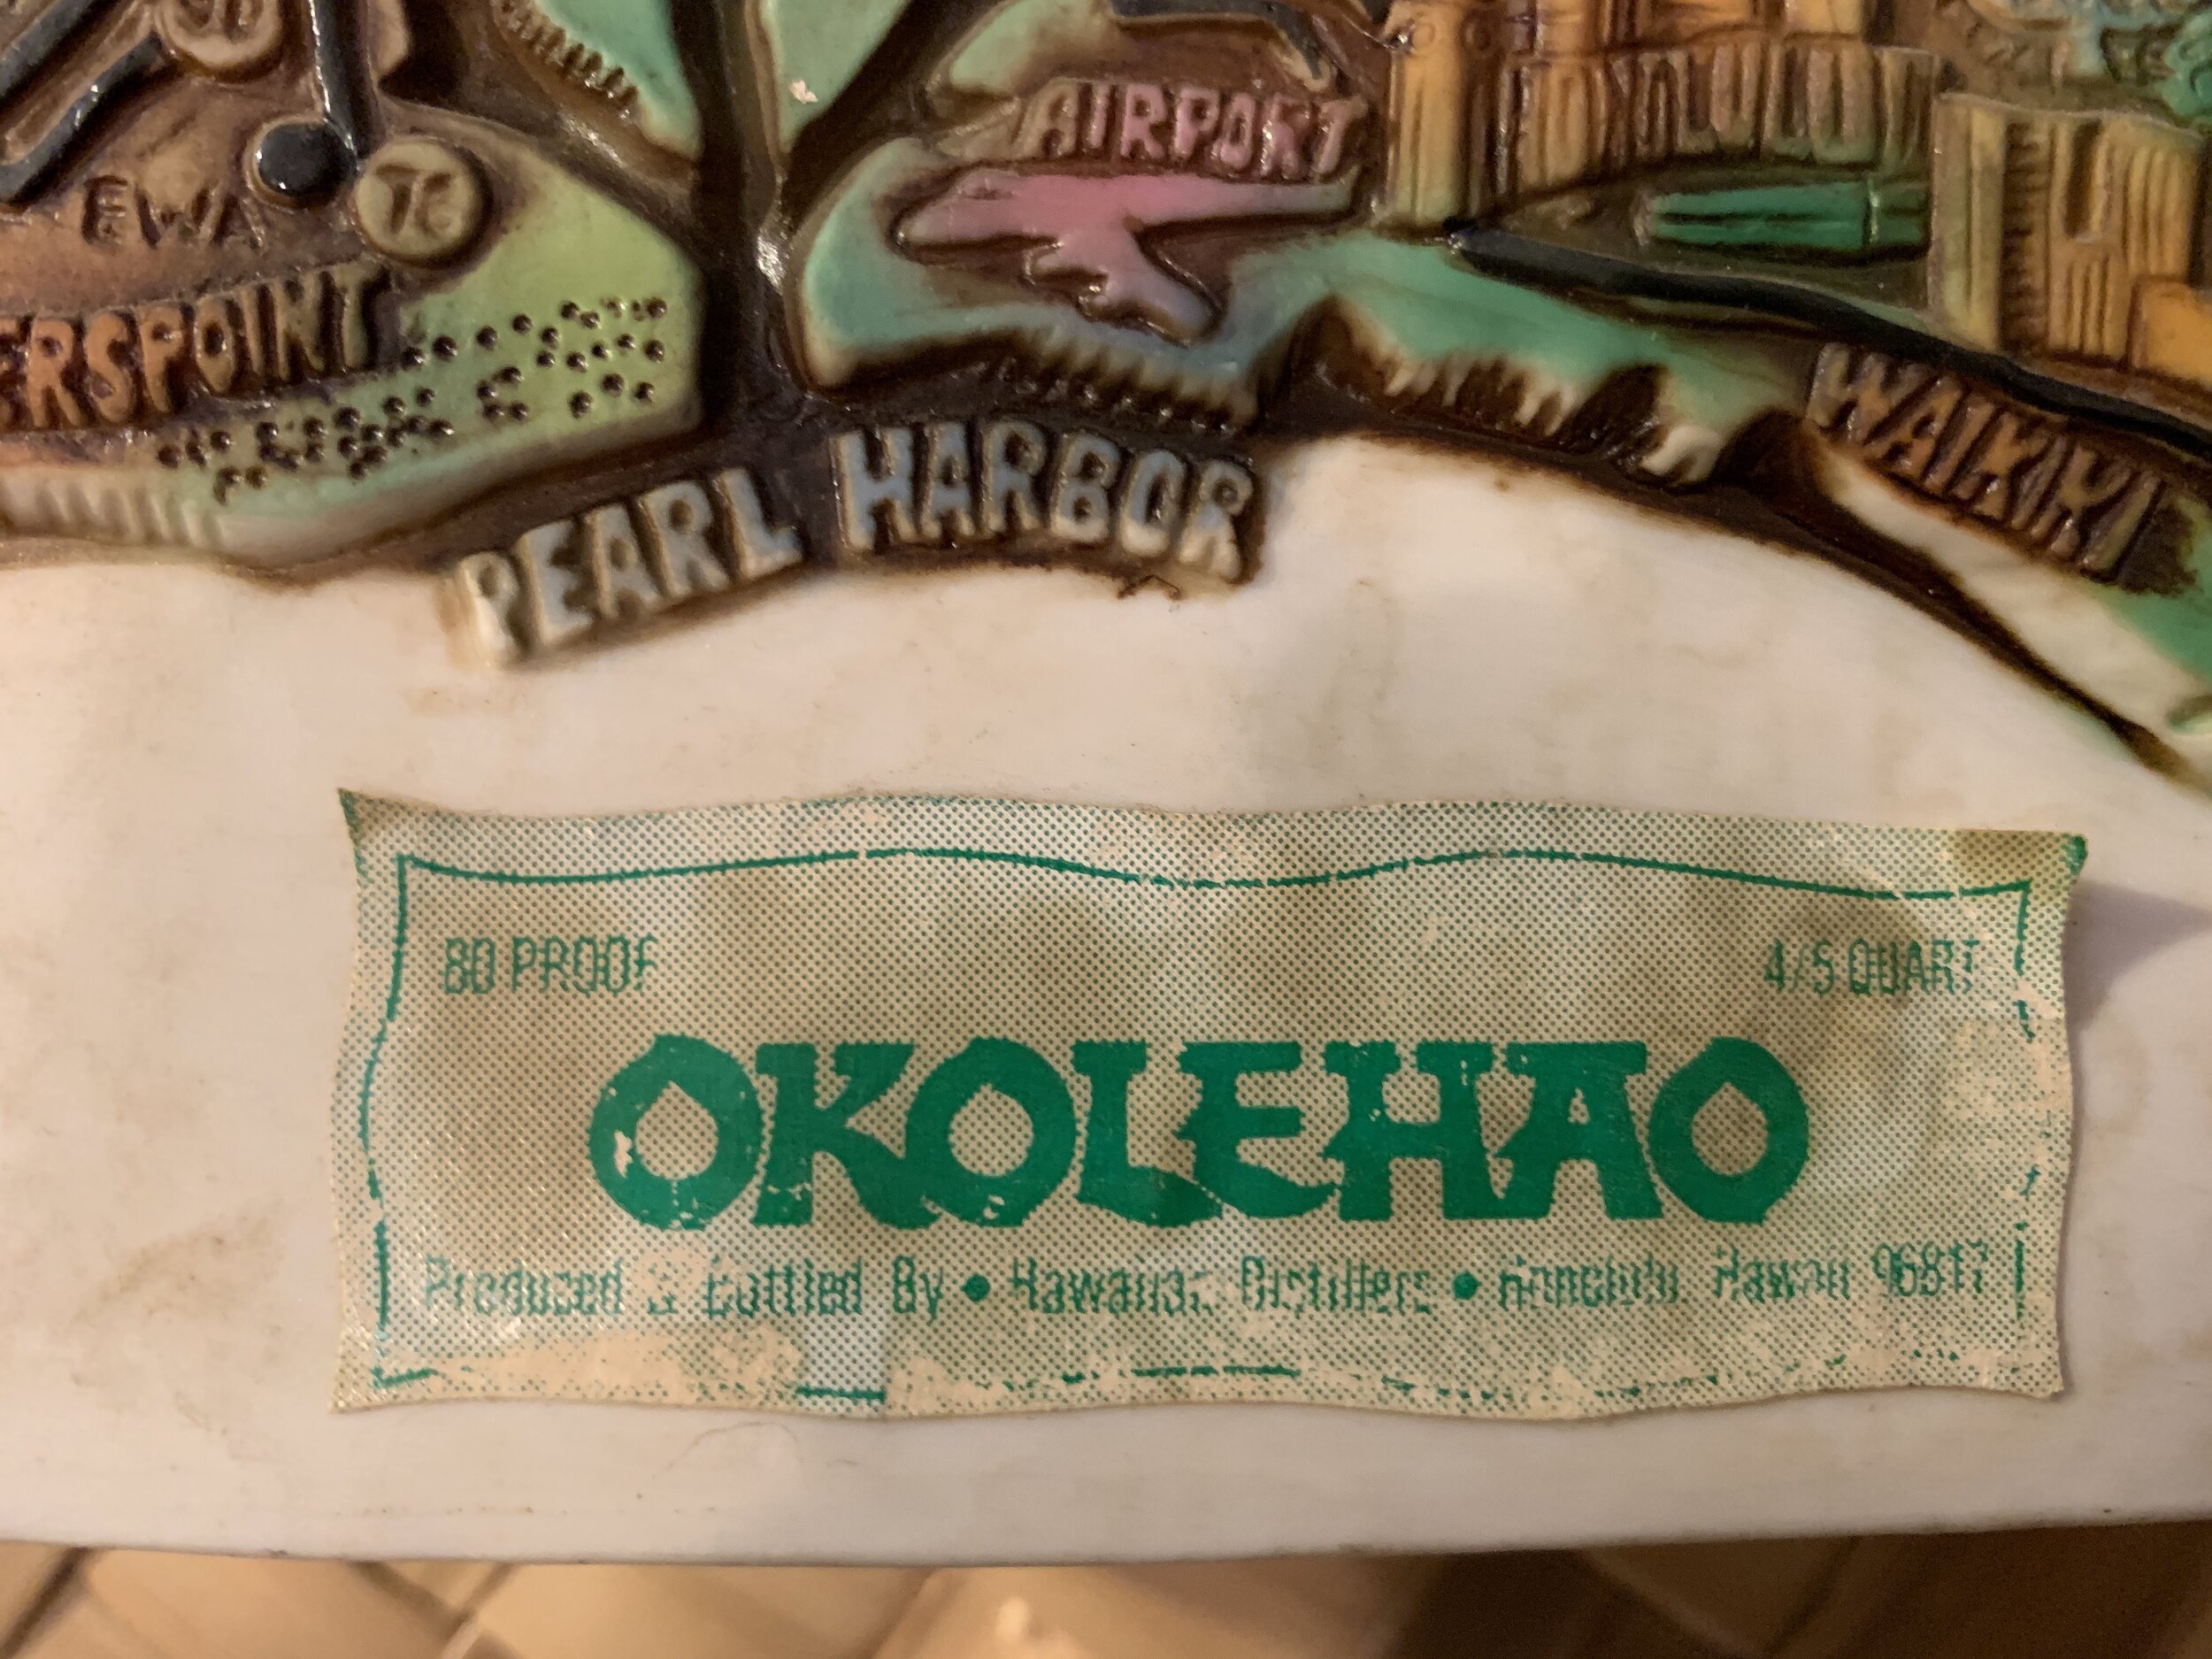 AIRPORT
EWA
76
ERSPOINT
WAIKIKI
PEARL HARBOR
80 PROOF
4/5 QUART
OKOLEHAO
Produced & Bottled By • Hawaiian Distillers • Honolulu Hawaii 96817